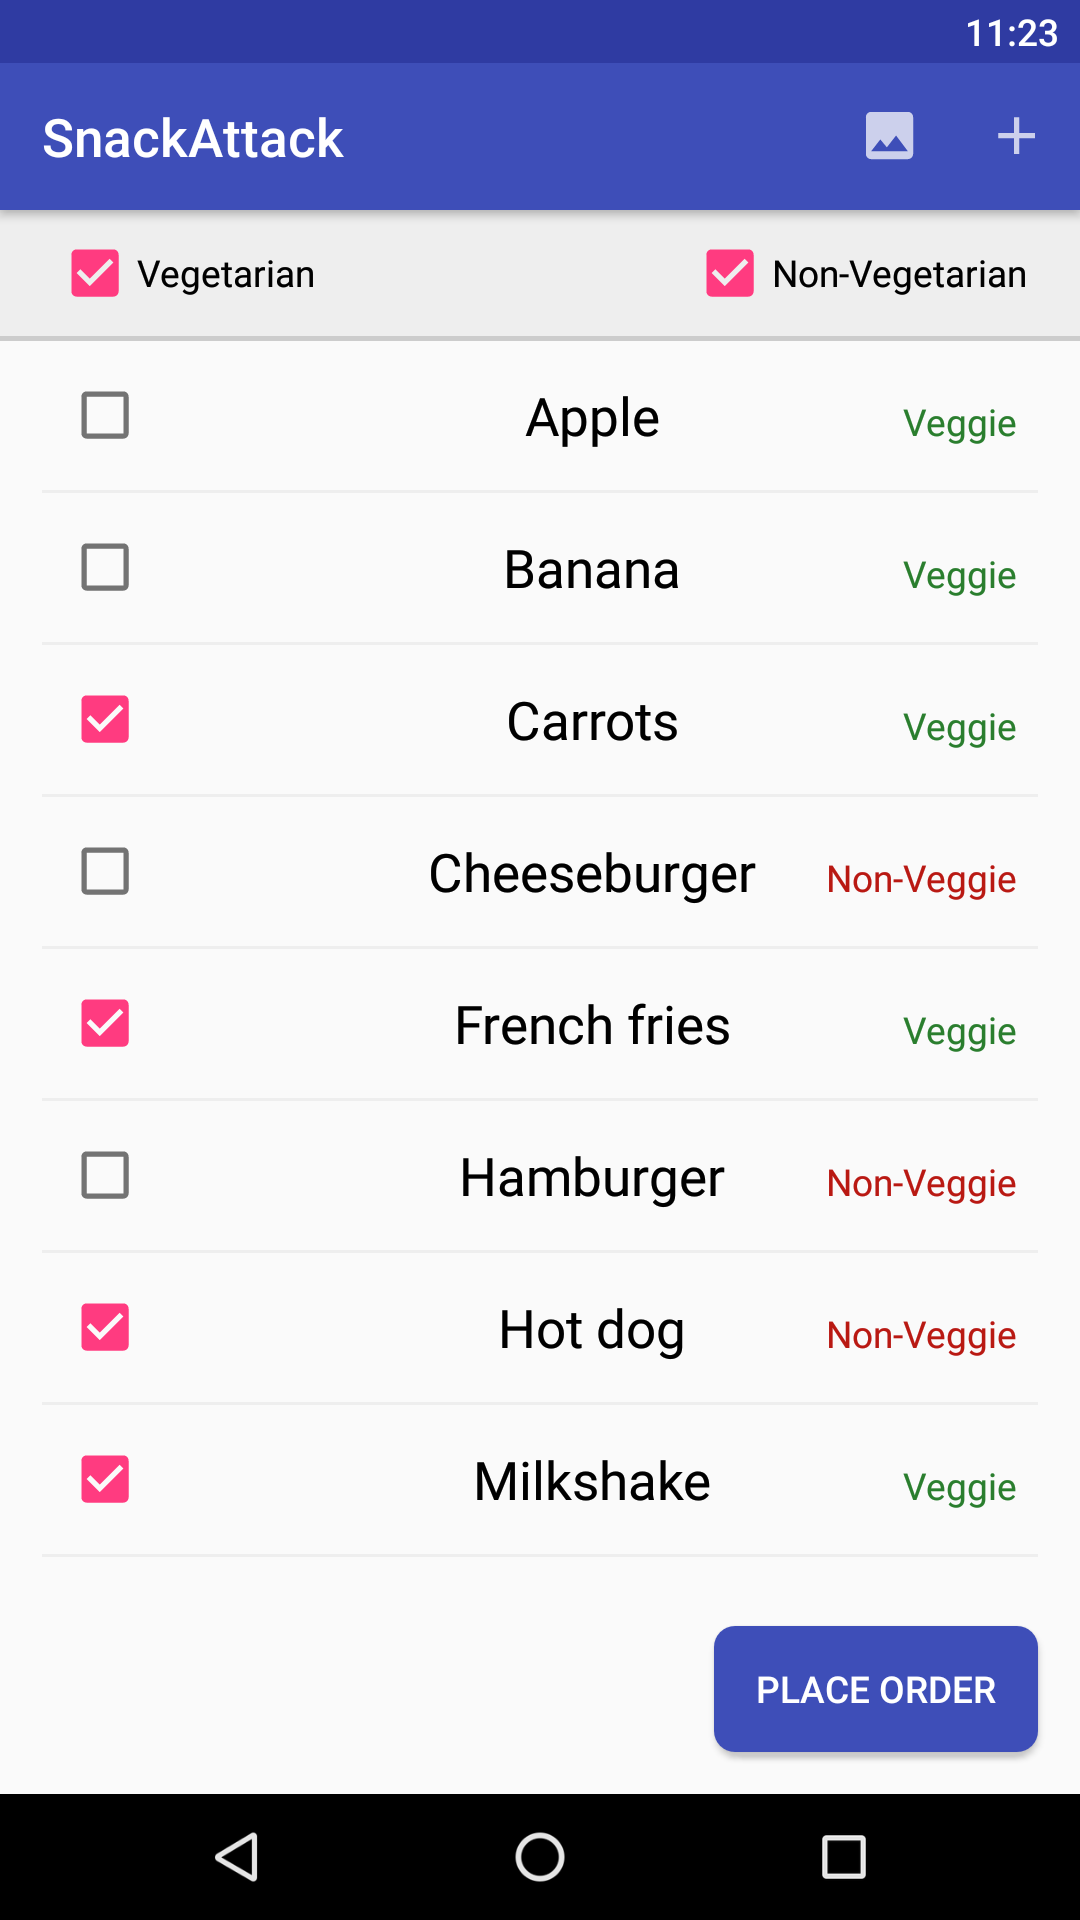 11:23
SnackAttack
Vegetarian Non-Vegetarian
Apple Veggie
Banana Veggie
Carrots Veggie
Cheeseburger Non-Veggie
French fries Veggie
Hamburger Non-Veggie
Hot dog Non-Veggie
Milkshake Veggie
PLACE ORDER